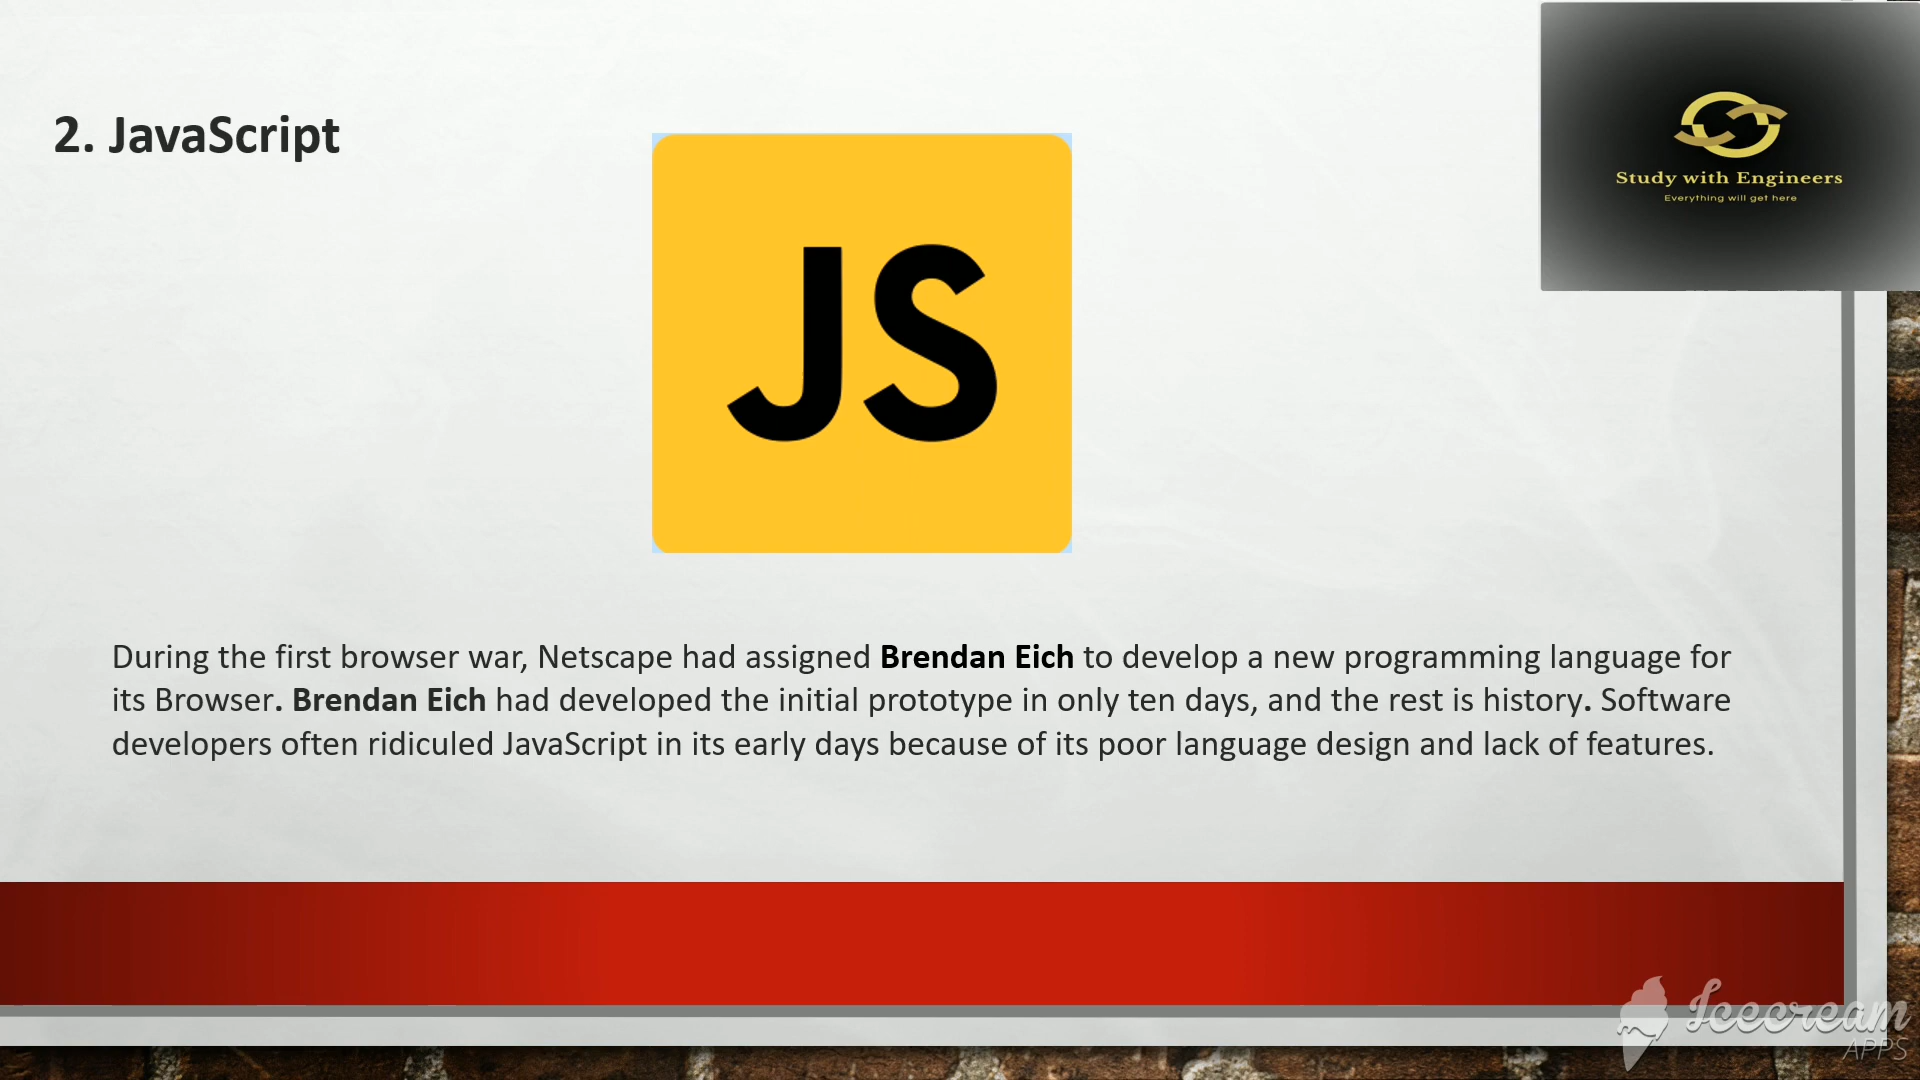 2. JavaScript
Study with Engineers
Everything will get here
JS
During the first browser war, Netscape had assigned Brendan Eich to develop a new programming language for
its Browser. Brendan Eich had developed the initial prototype in only ten days, and the rest is history. Software
developers often ridiculed JavaScript in its early days because of its poor language design and lack of features.
Icecream
APPS